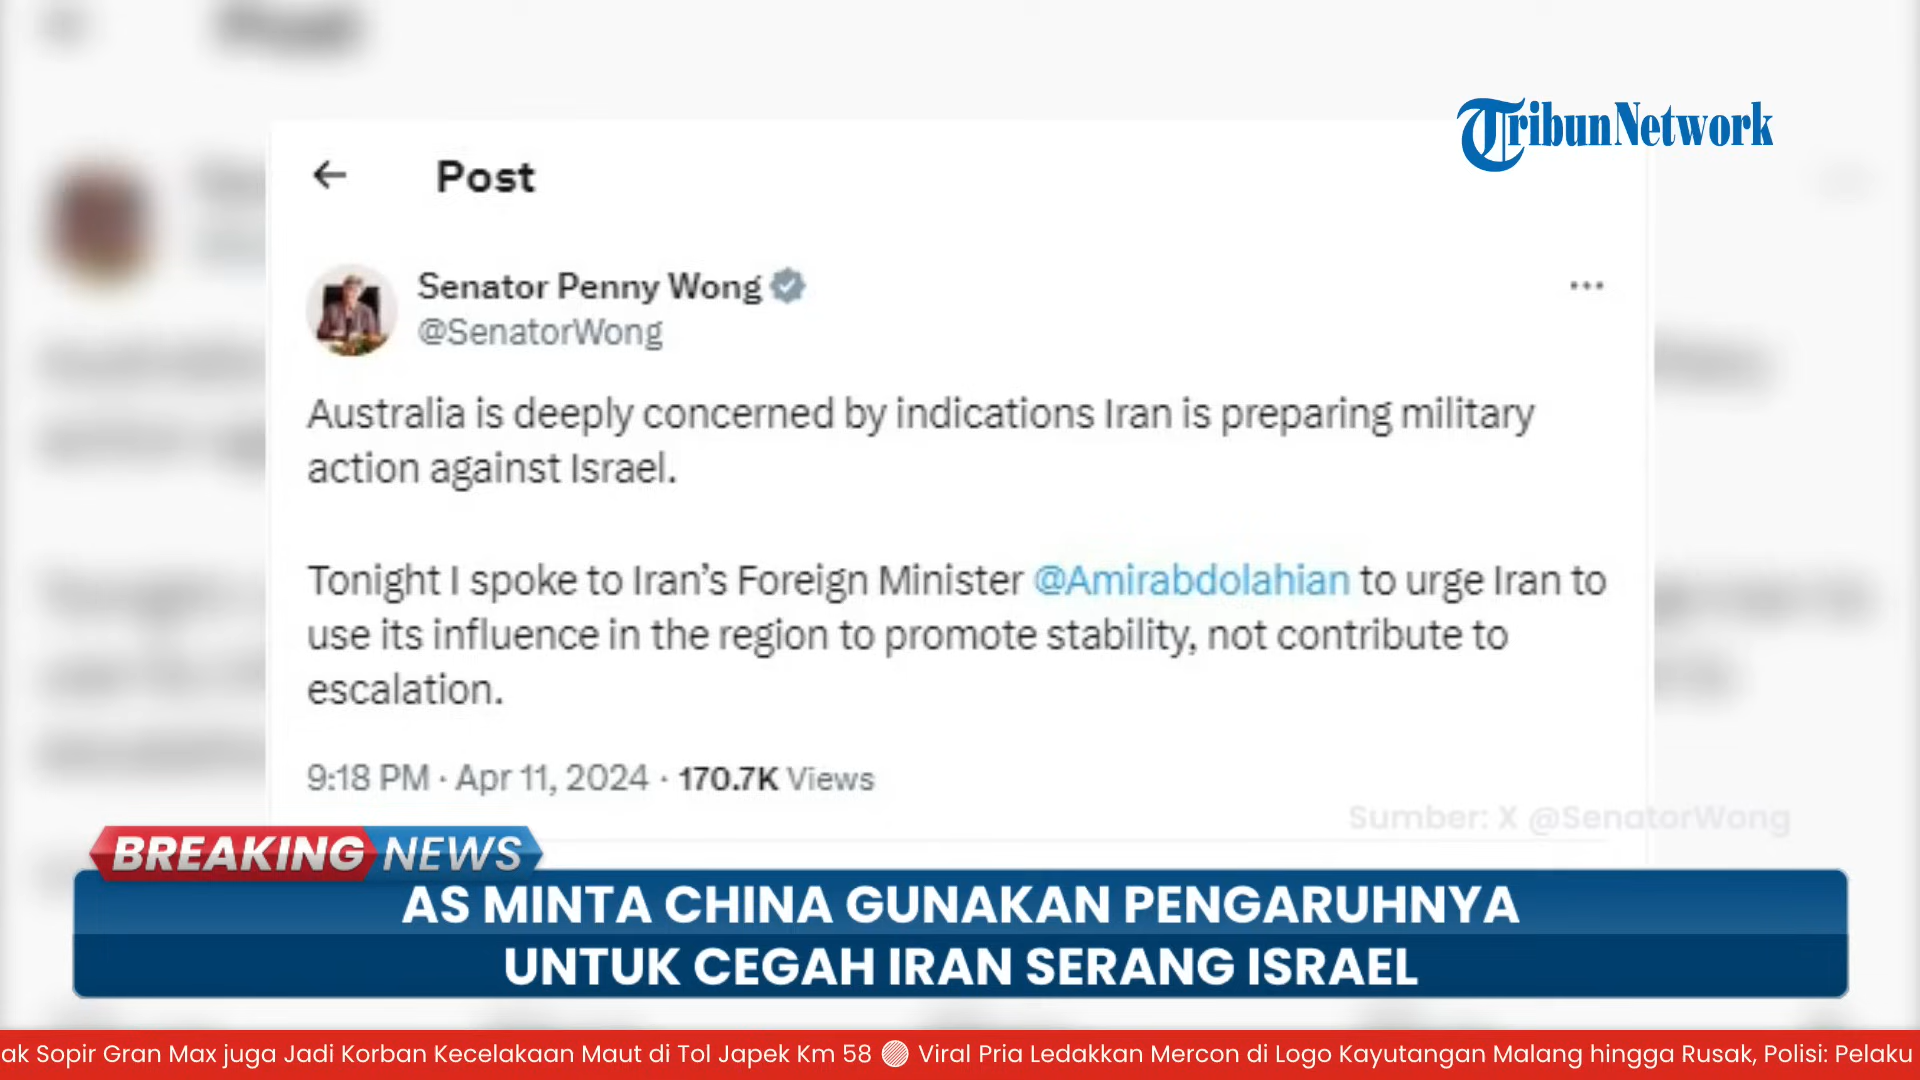 TribunNetwork
Post
Senator Penny Wong
@SenatorWong
Australia is deeply concerned by indications Iran is preparing military
action against Israel.
Tonight I spoke to Iran's Foreign Minister @Amirabdolahian to urge Iran to
use its influence in the region to promote stability, not contribute to
escalation.
9:18 PM · Apr 11, 2024 · 170.7K Views
Sumber: X @SenatorWong
BREAKING NEWS
AS MINTA CHINA GUNAKAN PENGARUHNYA
UNTUK CEGAH IRAN SERANG ISRAEL
ak Sopir Gran Max juga Jadi Korban Kecelakaan Maut di Tol Japek Km 58 Viral Pria Ledakkan Mercon di Logo Kayutangan Malang hingga Rusak, Polisi: Pelaku